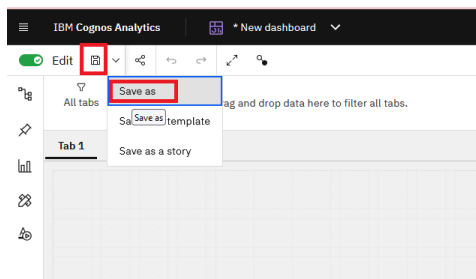 IBM Cognos Analytics
* New dashboard
Edit
Save as
All tabs
ag and drop data here to filter all tabs.
Sa
Save as
template
Tab 1
Save as a story